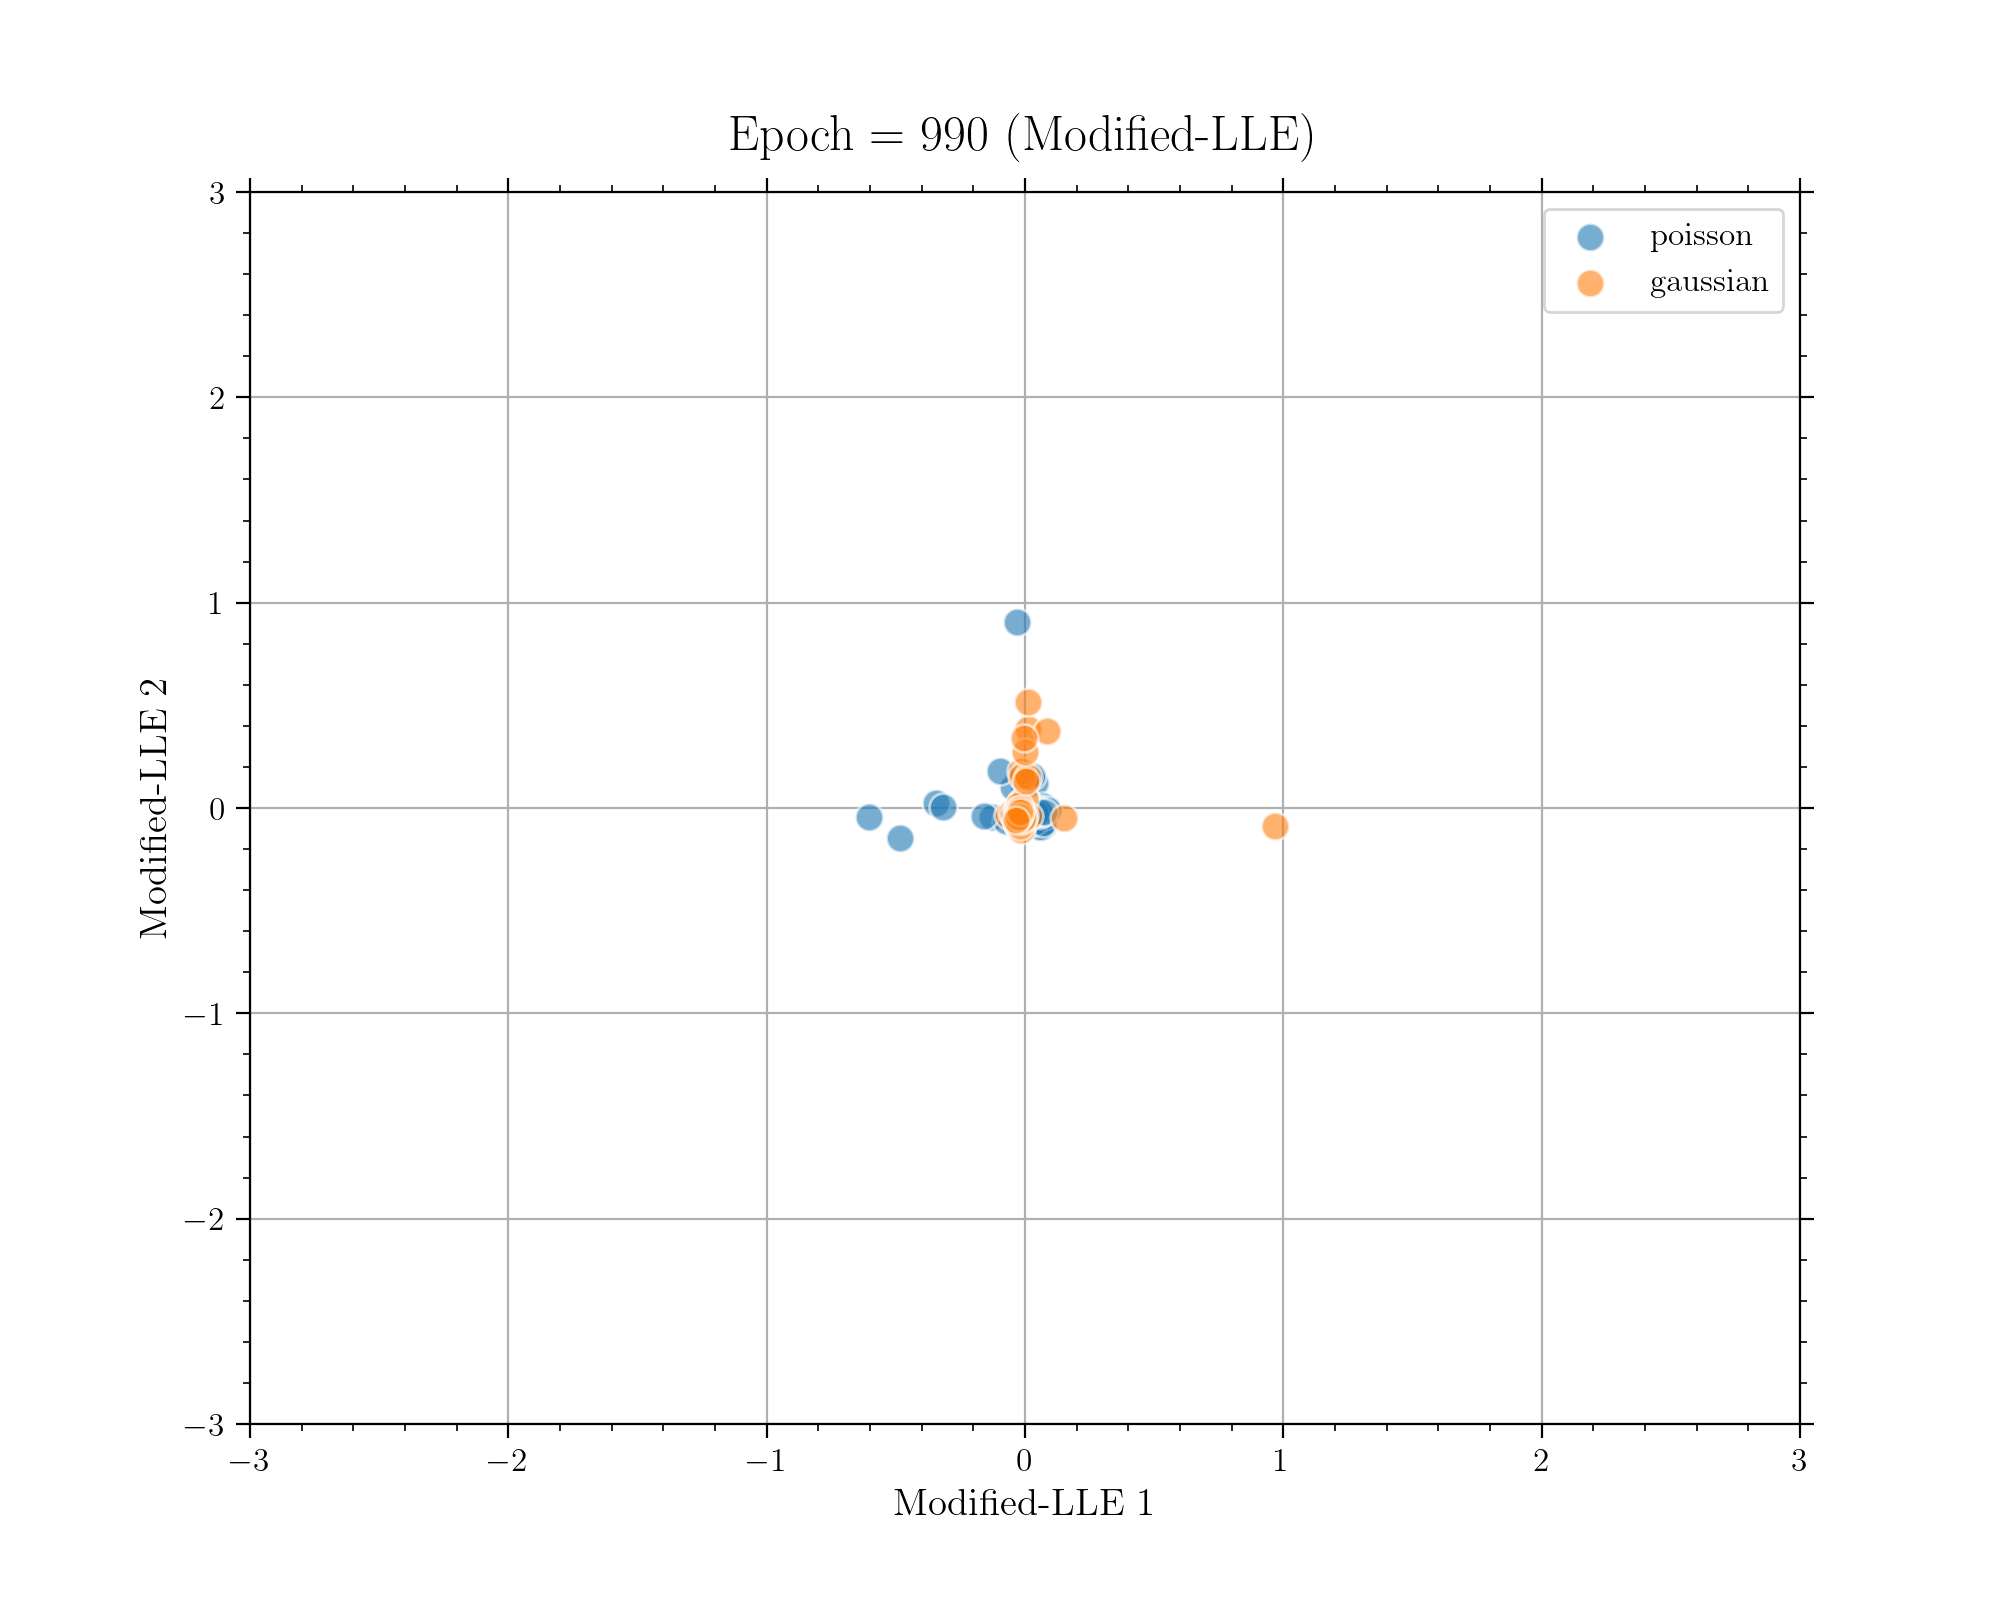 Epoch = 990 (Modified-LLE)
poisson
gaussian
3
2
1
0
−1
−2
−3
Modified-LLE 2
−3 −2 −1 0 1 2 3
Modified-LLE 1